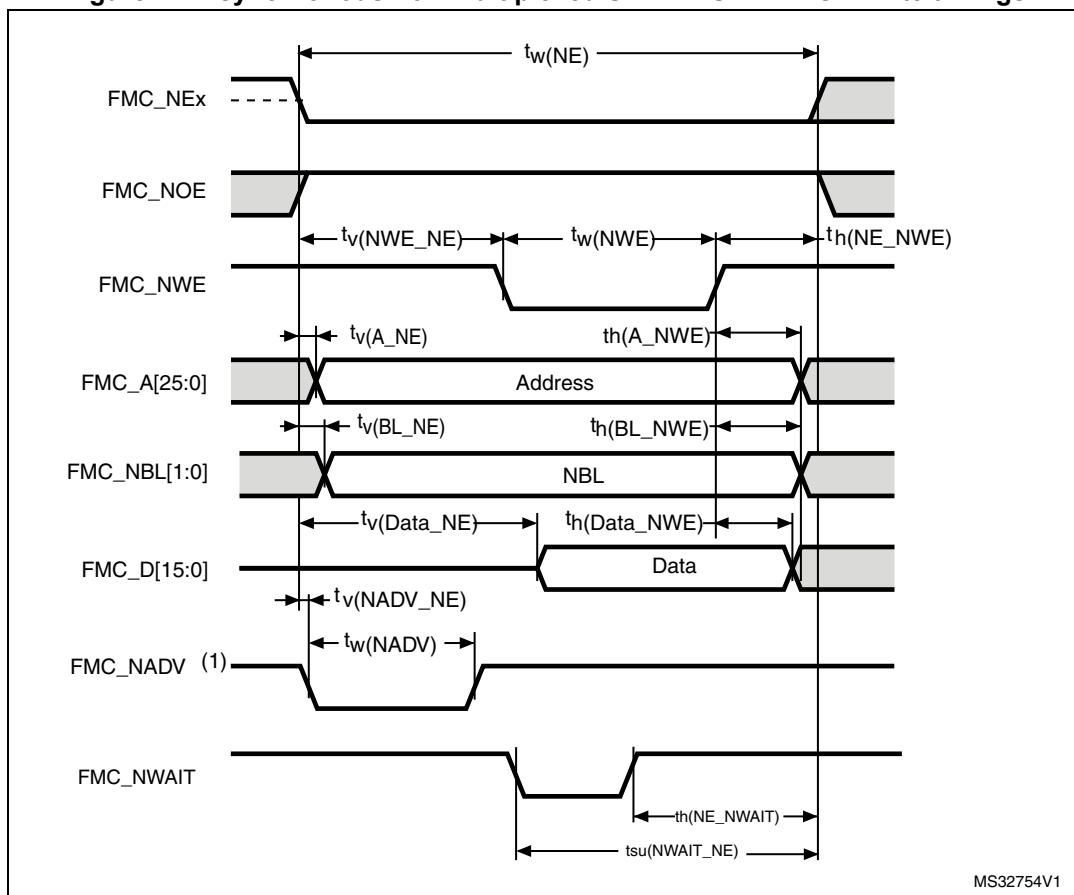 tw(NE)
FMC_NEx
FMC_NOE
tv(NWE_NE)
tw(NWE)
th(NE_NWE)
FMC_NWE
tv(A_NE)
th(A_NWE)
FMC_A[25:0]
Address
tv(BL_NE)
th(BL_NWE)
FMC_NBL[1:0]
NBL
tv(Data_NE)
th(Data_NWE)
FMC_D[15:0]
Data
tv(NADV_NE)
tw(NADV)
FMC_NADV (1)
FMC_NWAIT
th(NE_NWAIT)
tsu(NWAIT_NE)
MS32754V1